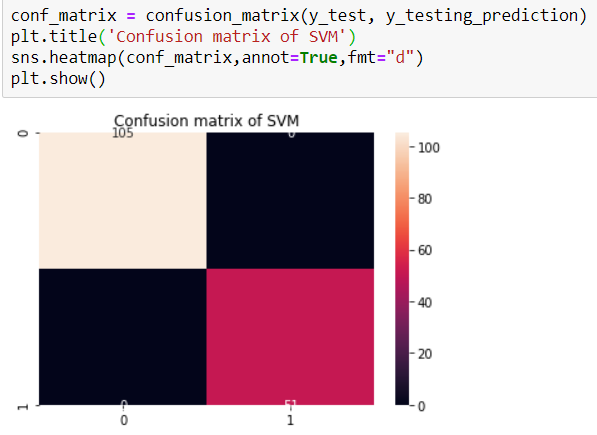 conf_matrix = confusion_matrix(y_test, y_testing_prediction)
plt.title('Confusion matrix of SVM')
sns.heatmap(conf_matrix,annot=True,fmt="d")
plt.show()
Confusion matrix of SVM
0
105
0
100
80
60
40
20
0
1
0
51
0
1